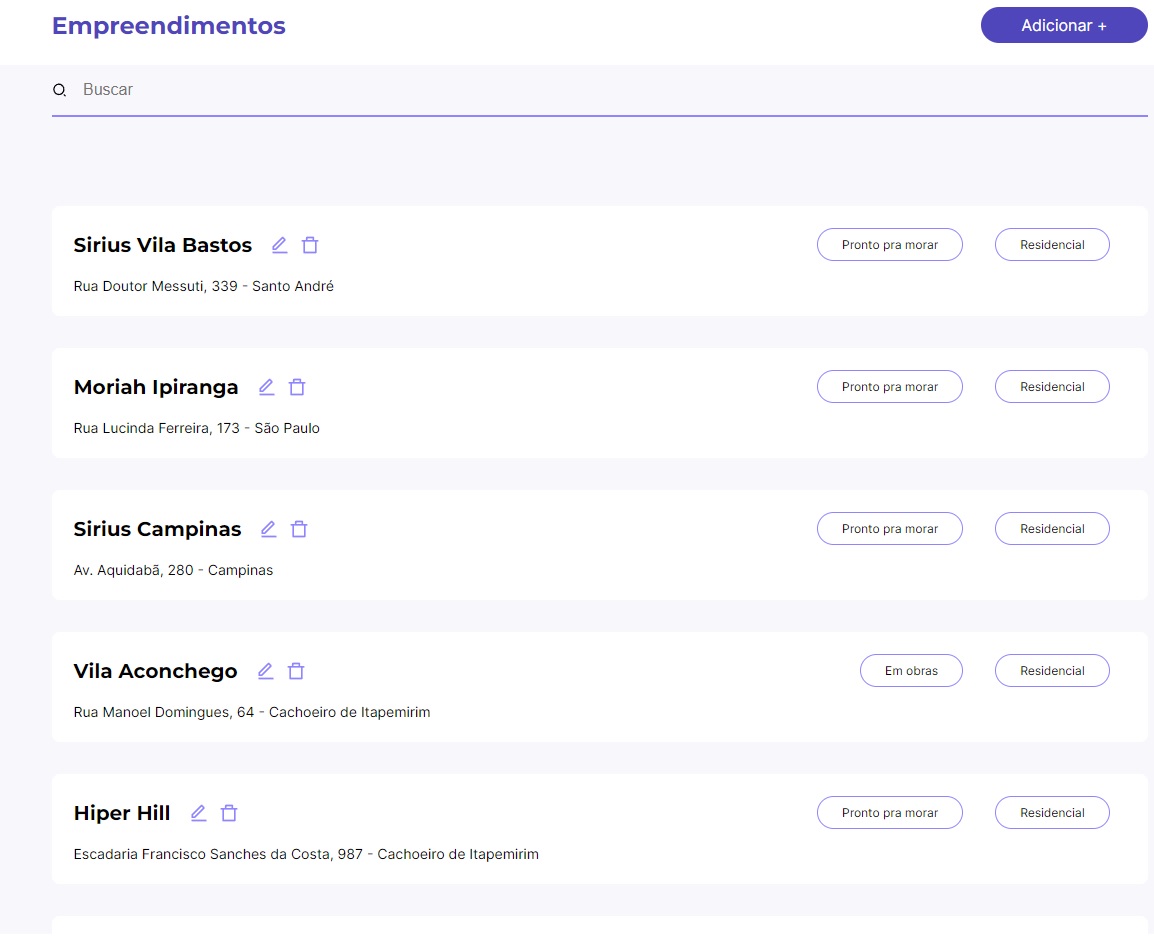 Empreendimentos
Adicionar +
Buscar
Sirius Vila Bastos
Pronto pra morar
Residencial
Rua Doutor Messuti, 339 - Santo André
Moriah Ipiranga
Pronto pra morar
Residencial
Rua Lucinda Ferreira, 173 - São Paulo
Sirius Campinas
Pronto pra morar
Residencial
Av. Aquidabã, 280 - Campinas
Vila Aconchego
Em obras
Residencial
Rua Manoel Domingues, 64 - Cachoeiro de Itapemirim
Hiper Hill
Pronto pra morar
Residencial
Escadaria Francisco Sanches da Costa, 987 - Cachoeiro de Itapemirim